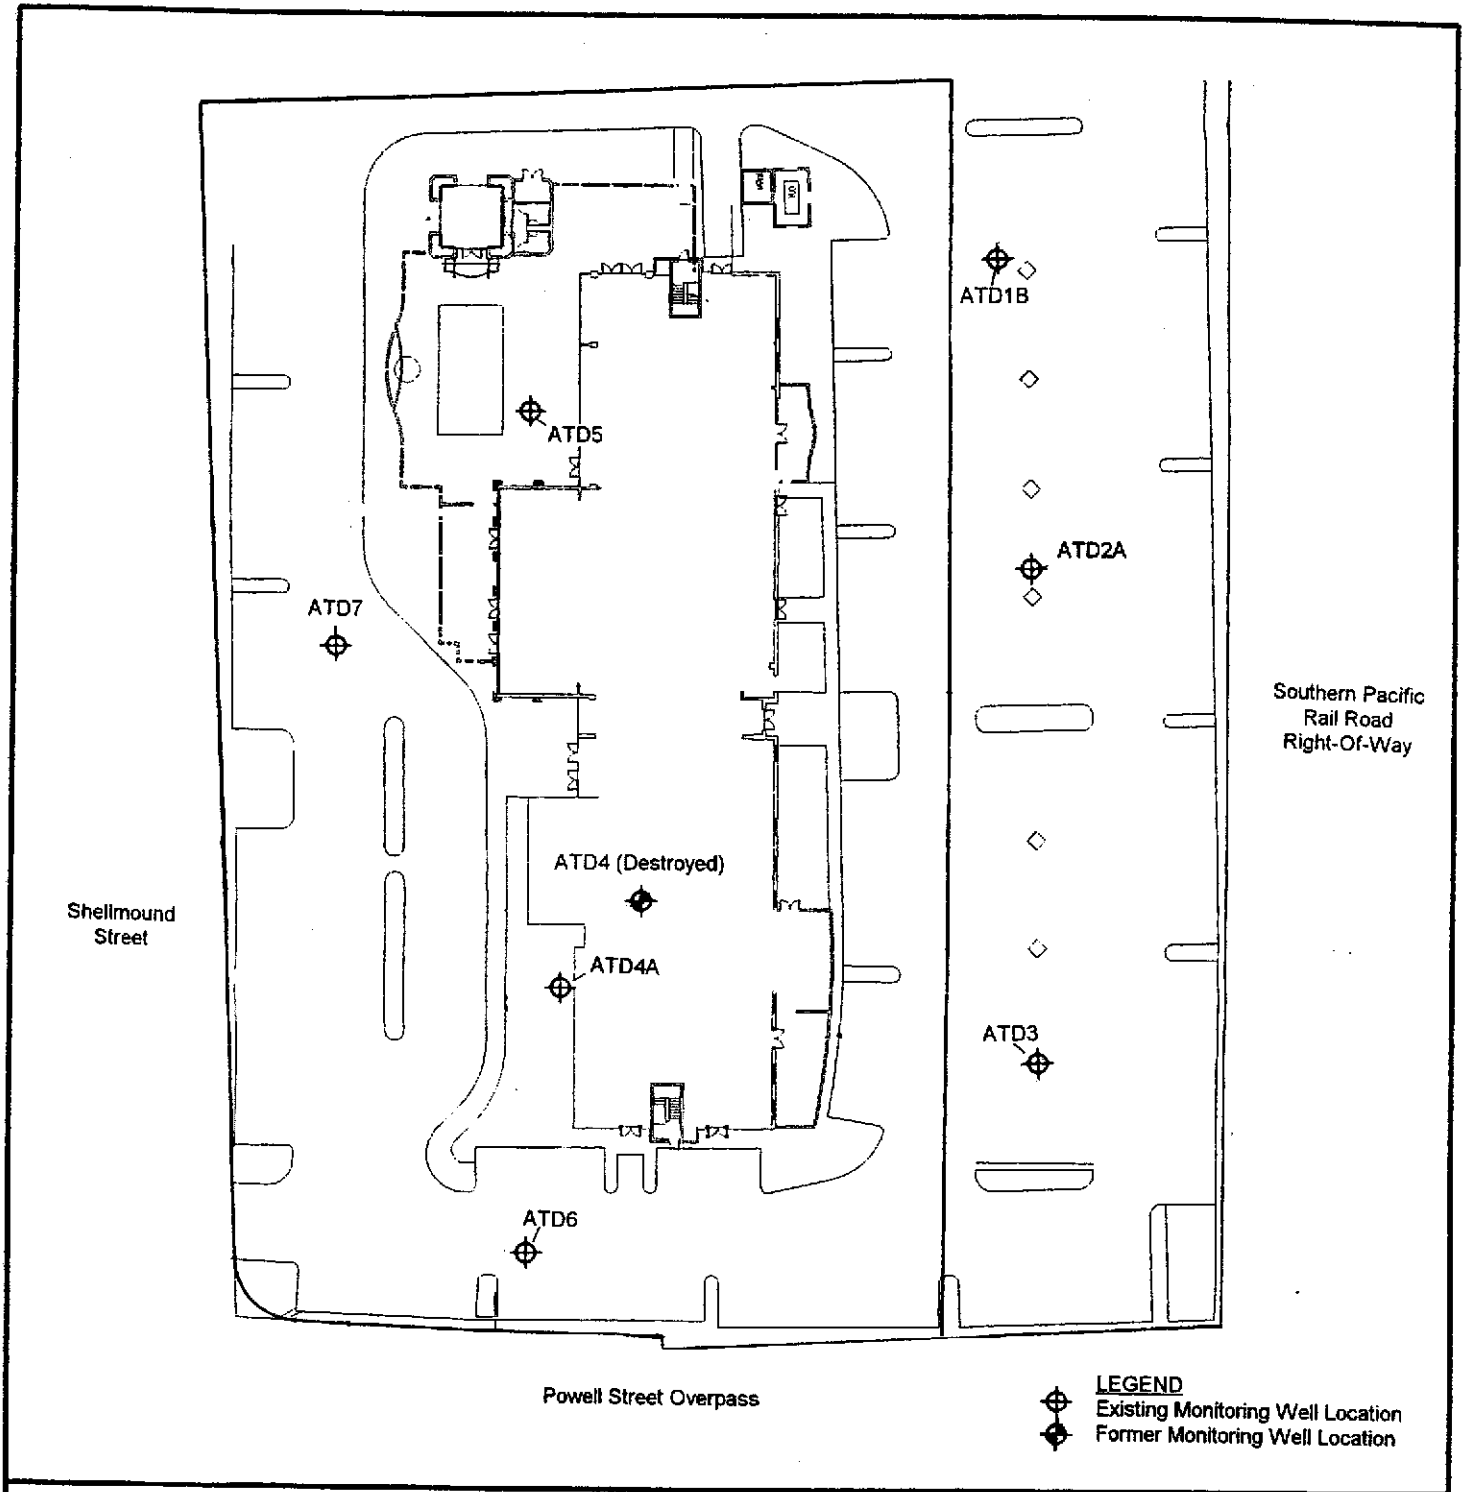 ATD1B
ATD5
ATD2A
ATD7
Southern Pacific
Rail Road
Right-Of-Way
ATD4 (Destroyed)
Shellmound
Street
ATD4A
ATD3
ATD6
Powell Street Overpass
LEGEND
Existing Monitoring Well Location
Former Monitoring Well Location